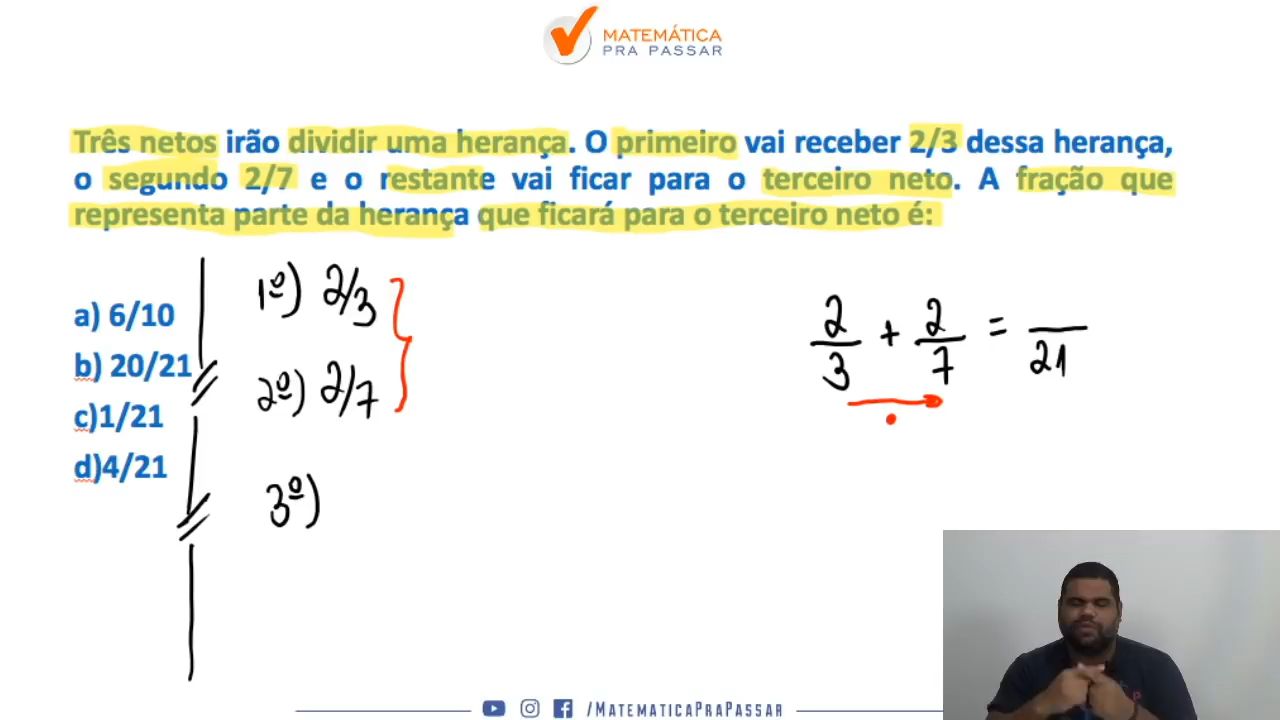 MATEMÁTICA
PRA PASSAR
Três netos irão dividir uma herança. O primeiro vai receber 2/3 dessa herança,
o segundo 2/7 e o restante vai ficar para o terceiro neto. A fração que
representa parte da herança que ficará para o terceiro neto é:
a) 6/10
b) 20/21
c)1/21
d)4/21
1º) 2/3
2º) 2/7
3º)
2/3 + 2/7 = /21
/MATEMATICAPRAPASSAR